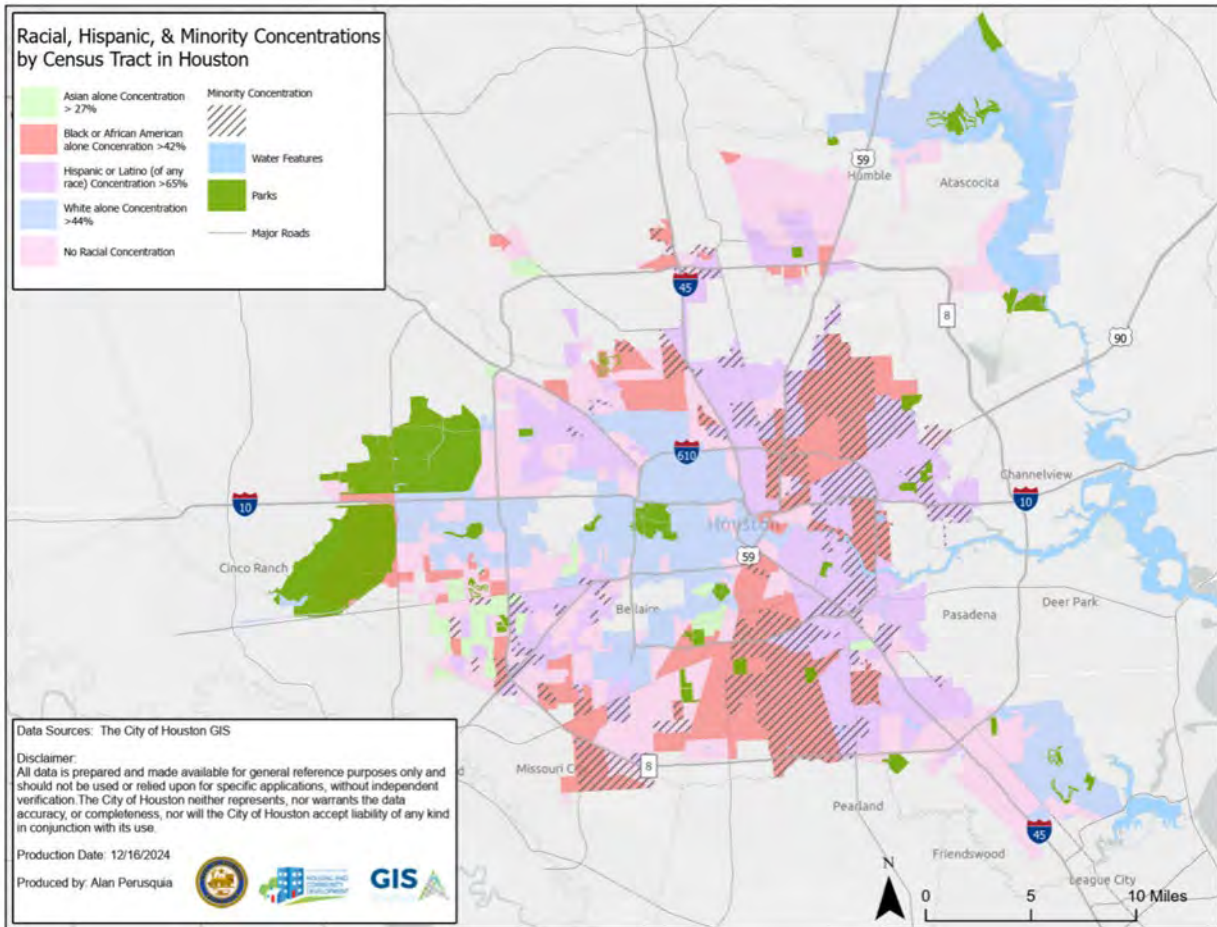 Racial, Hispanic, & Minority Concentrations
by Census Tract in Houston
Asian alone Concentration
> 27%
Black or African American
alone Concenration >42%
Hispanic or Latino (of any
race) Concentration >65%
White alone Concentration
>44%
No Racial Concentration
Minority Concentration
Water Features
Parks
Major Roads
59
Humble
Atascocita
45
8
90
610
Channelview
10
10
Houston
59
Cinco Ranch
Bellaire
Pasadena
Deer Park
Missouri C
8
Pearland
45
Friendswood
League City
Data Sources: The City of Houston GIS
Disclaimer:
All data is prepared and made available for general reference purposes only and
should not be used or relied upon for specific applications, without independent
verification.The City of Houston neither represents, nor warrants the data
accuracy, or completeness, nor will the City of Houston accept liability of any kind
in conjunction with its use.
Production Date: 12/16/2024
Produced by: Alan Perusquia
HOUSING AND
COMMUNITY
DEVELOPMENT
GIS
N
0 5 10 Miles